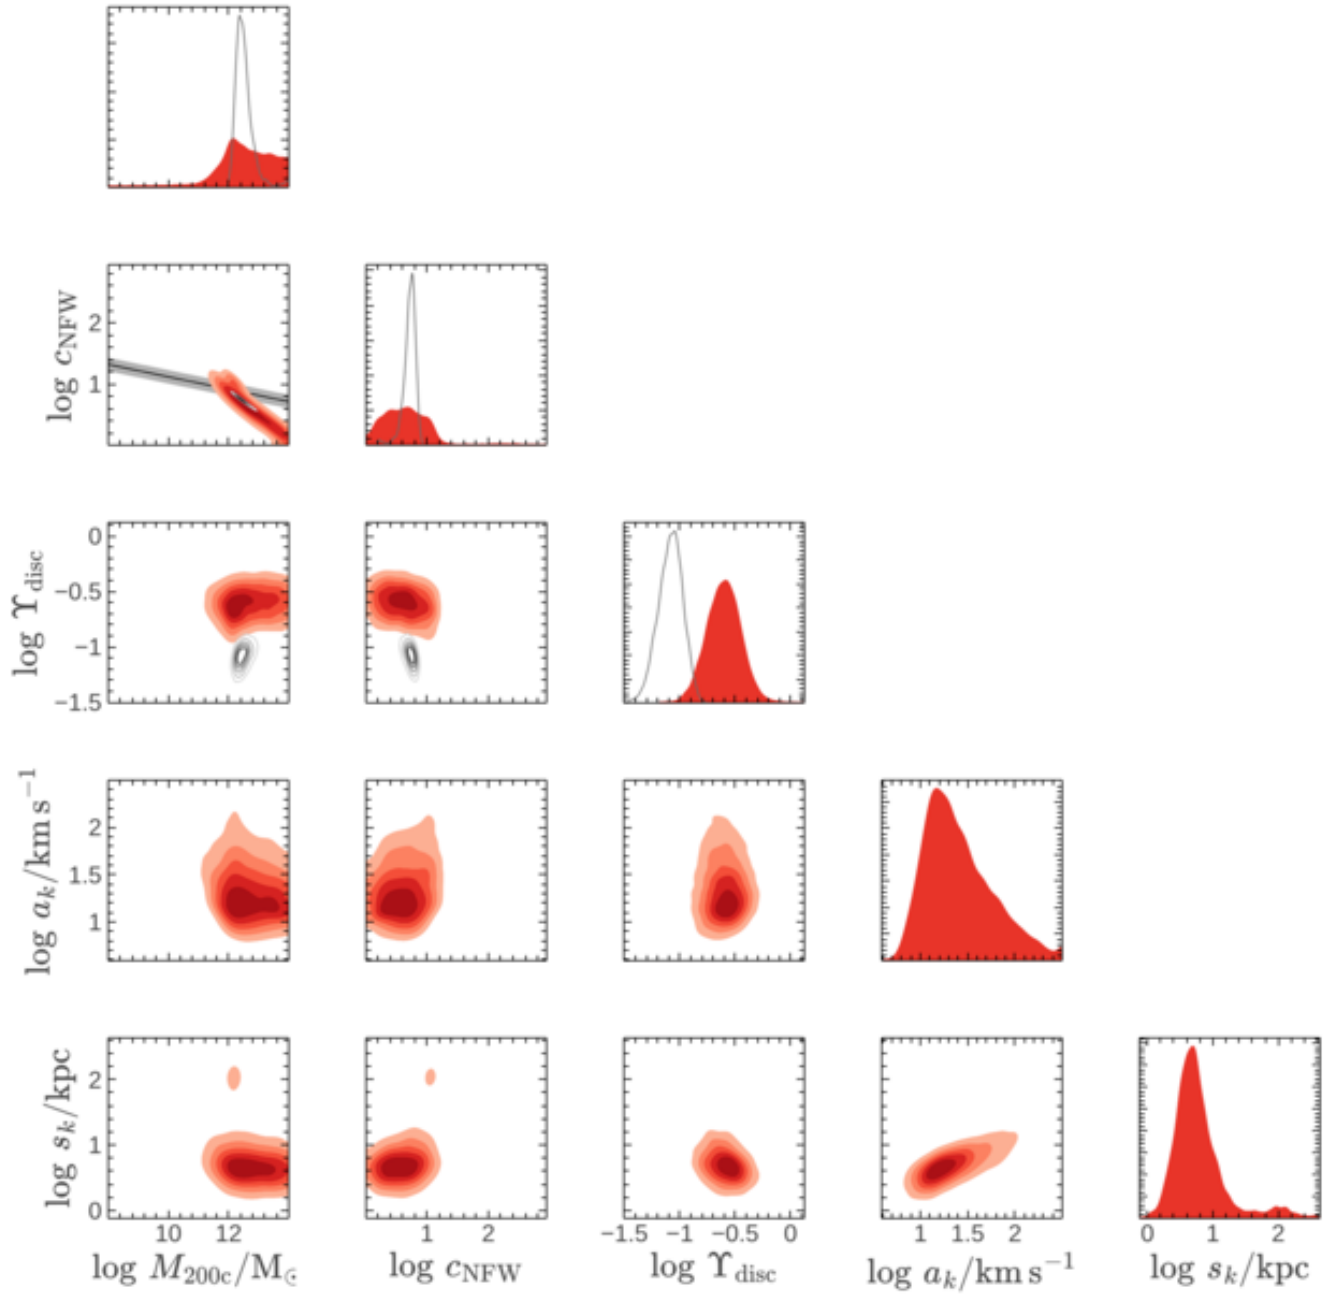 log c_NFW
2
1
log ϒ_disc
0
−0.5
−1
−1.5
log a_k/km s⁻¹
2
1.5
1
log s_k/kpc
2
1
0
10 12 1 2 −1.5 −1 −0.5 0 1 1.5 2 0 1 2
log M_200c/M_⊙ log c_NFW log ϒ_disc log a_k/km s⁻¹ log s_k/kpc